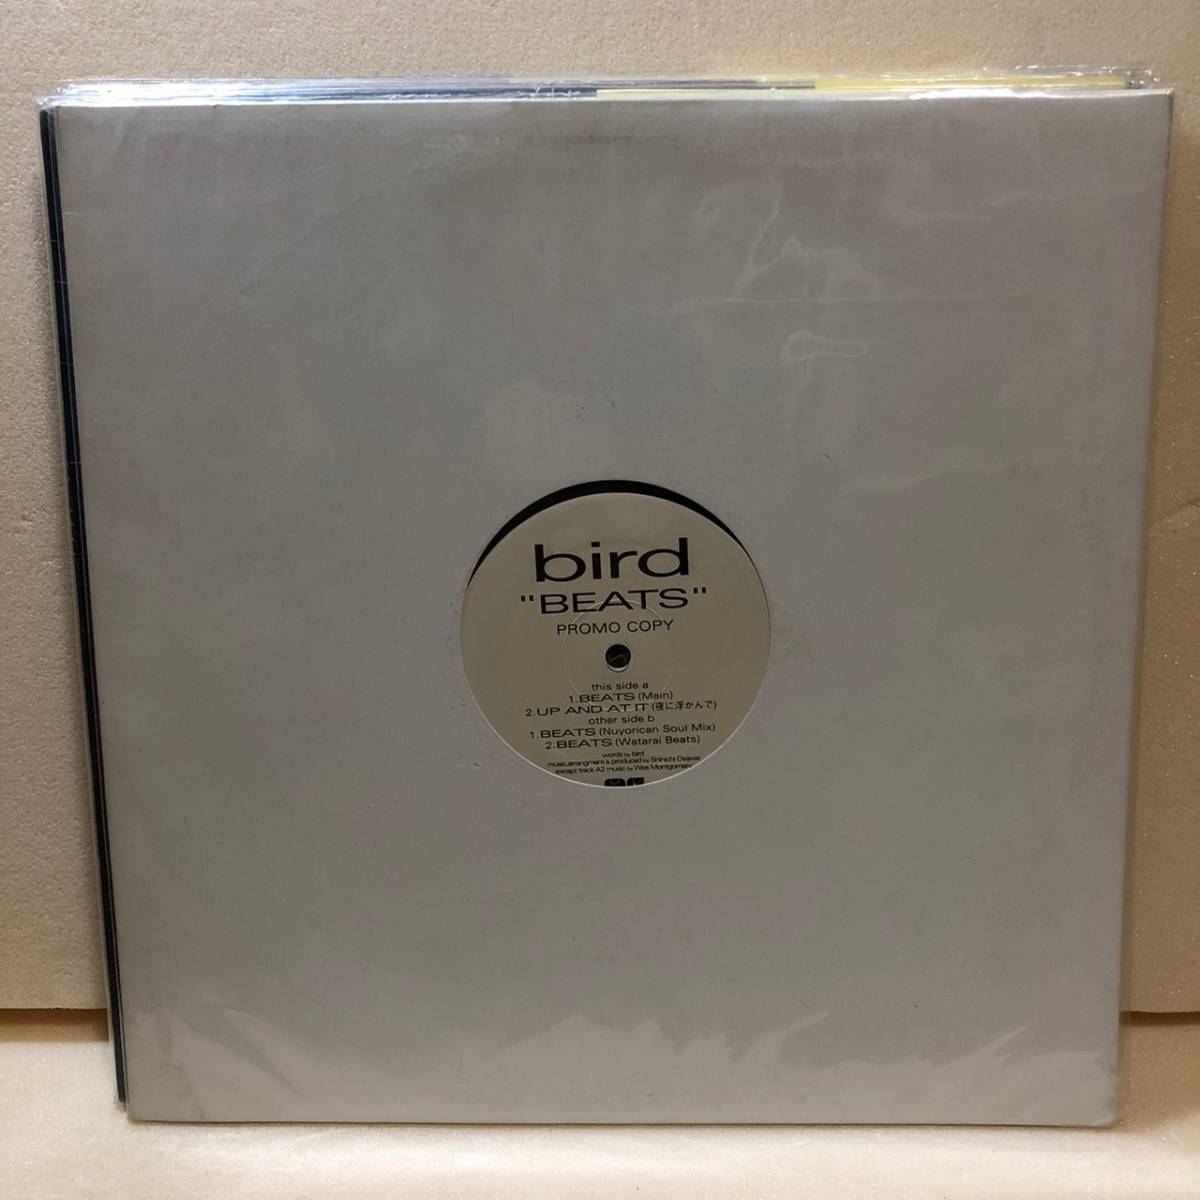 bird
"BEATS"
PROMO COPY
this side a
1.BEATS (Main)
2.UP AND AT IT (夜に浮かんで)
other side b
1.BEATS (Nuyorican Soul Mix)
2.BEATS (Watarai Beats)
words by bird
music,arrangment & produced by Shinichi Osawa
except track A2 music by Wes Montgomery